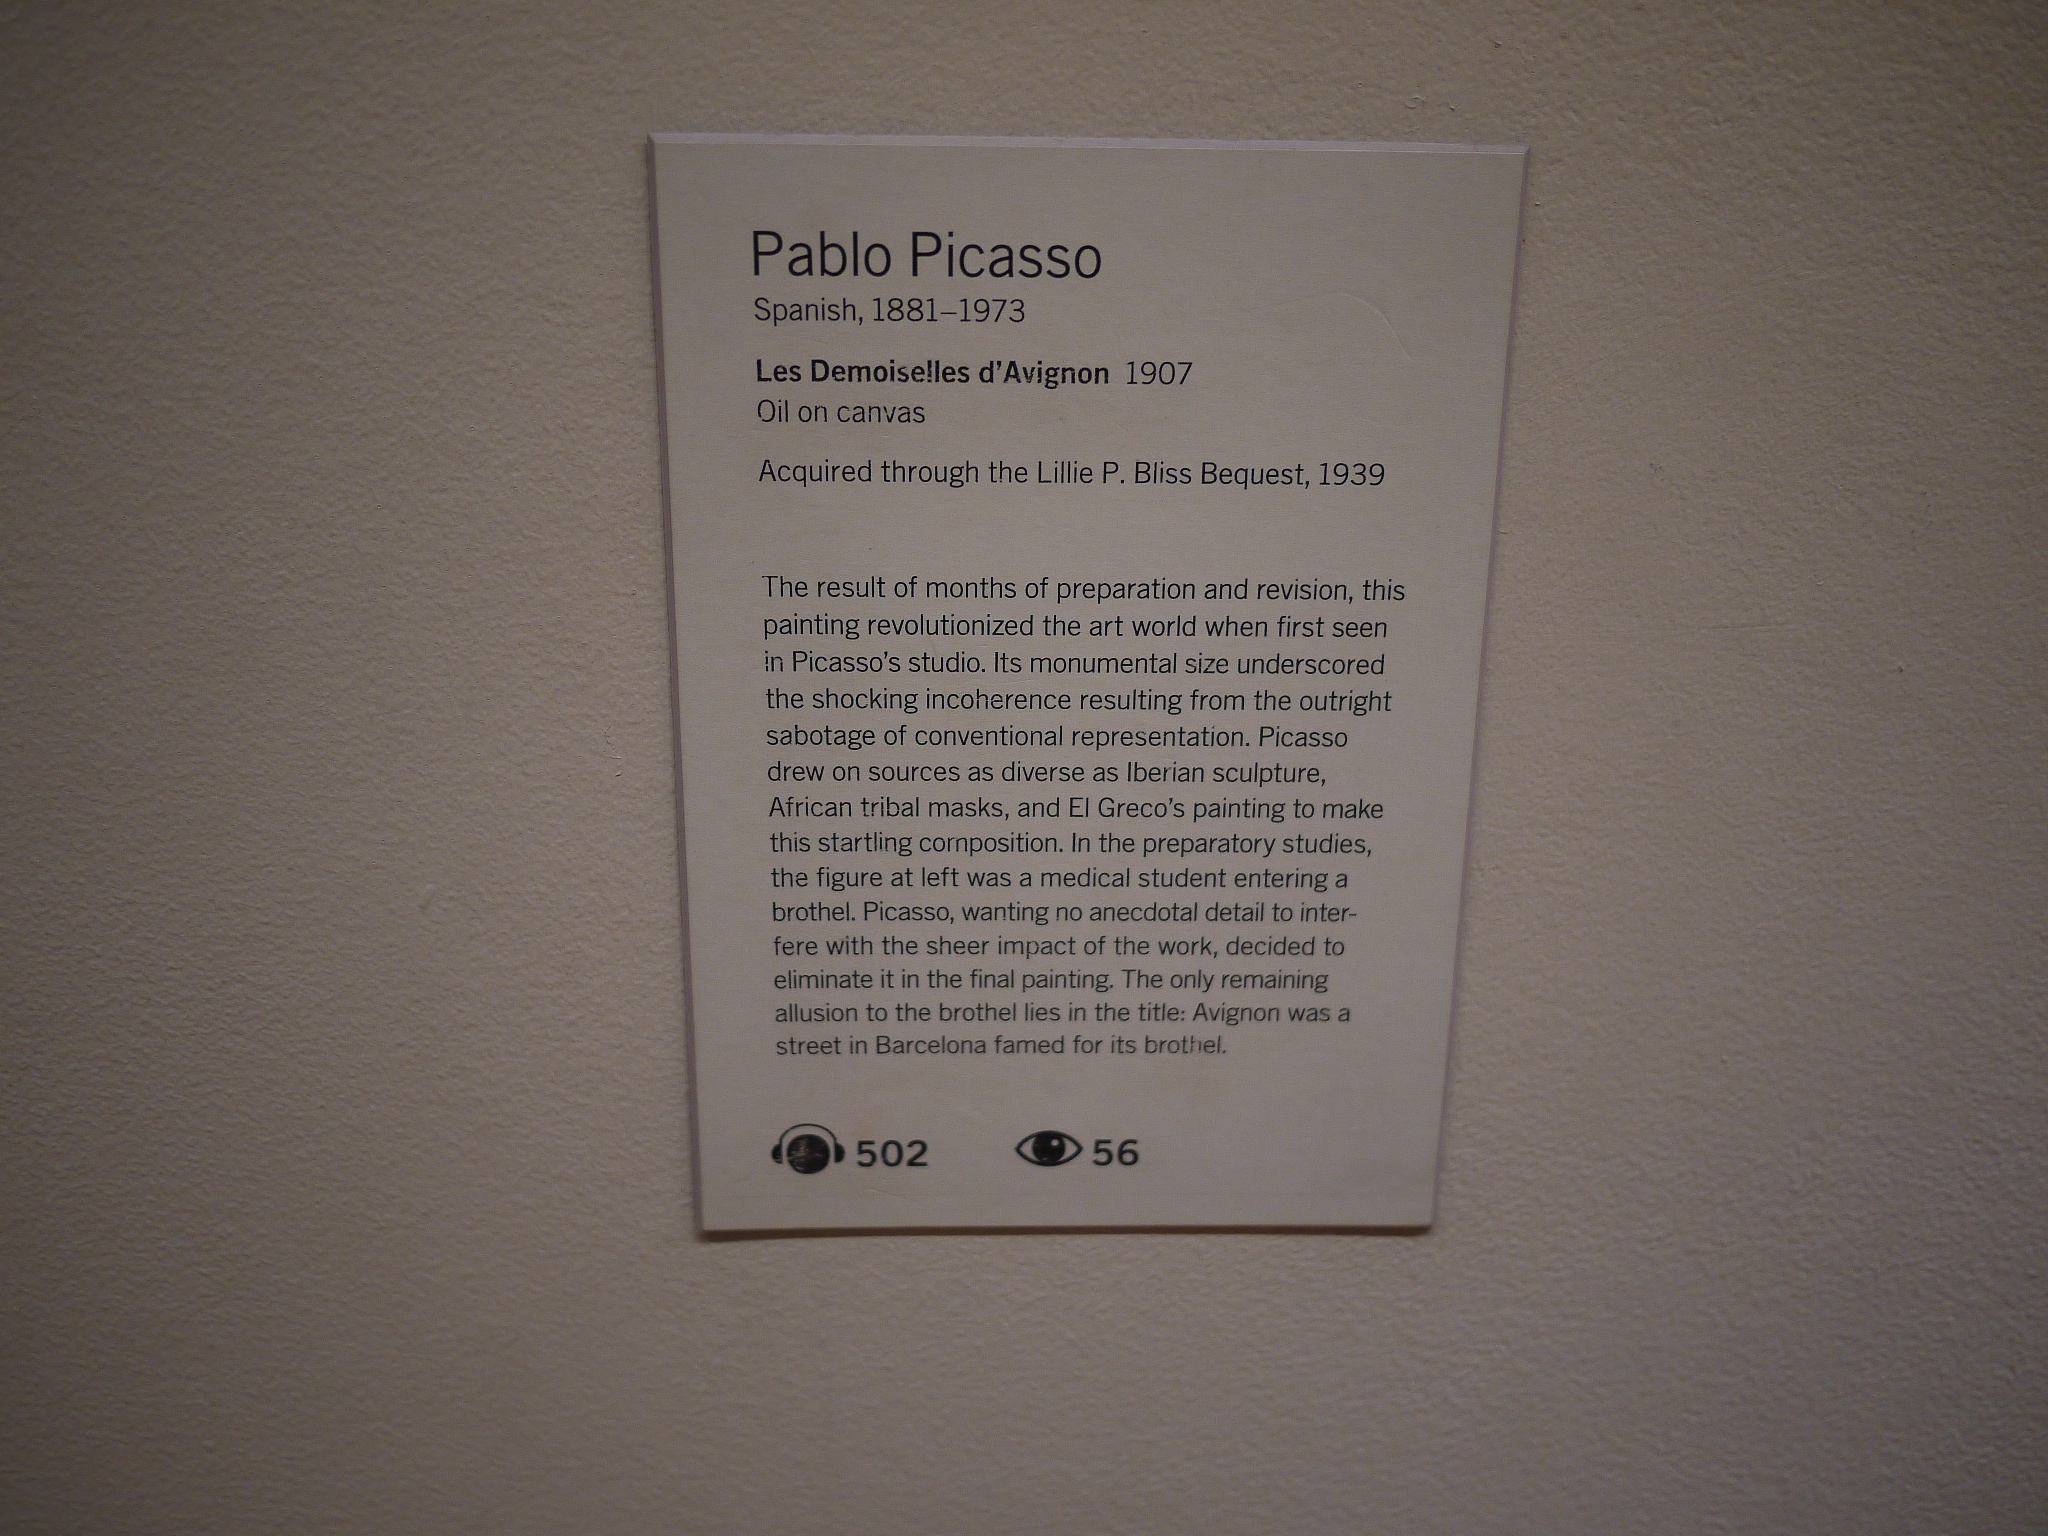 Pablo Picasso
Spanish, 1881–1973
Les Demoiselles d'Avignon 1907
Oil on canvas
Acquired through the Lillie P. Bliss Bequest, 1939
The result of months of preparation and revision, this
painting revolutionized the art world when first seen
in Picasso's studio. Its monumental size underscored
the shocking incoherence resulting from the outright
sabotage of conventional representation. Picasso
drew on sources as diverse as Iberian sculpture,
African tribal masks, and El Greco's painting to make
this startling composition. In the preparatory studies,
the figure at left was a medical student entering a
brothel. Picasso, wanting no anecdotal detail to inter-
fere with the sheer impact of the work, decided to
eliminate it in the final painting. The only remaining
allusion to the brothel lies in the title: Avignon was a
street in Barcelona famed for its brothel.
502 56